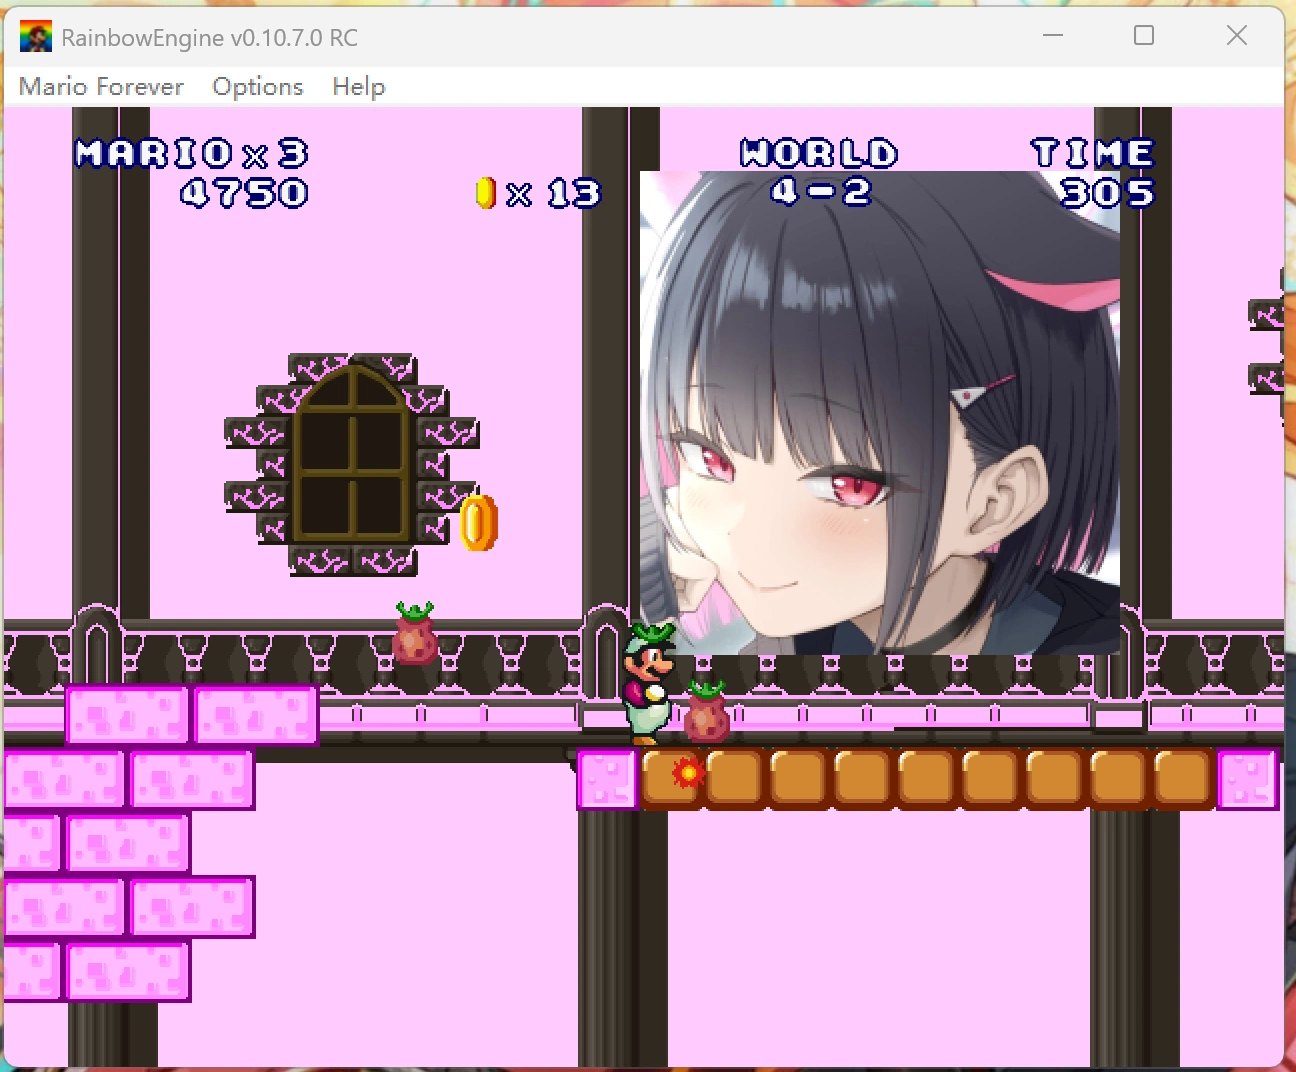 RainbowEngine v0.10.7.0 RC
Mario Forever Options Help
MARIO x 3 WORLD TIME
4750 x 13 4-2 305